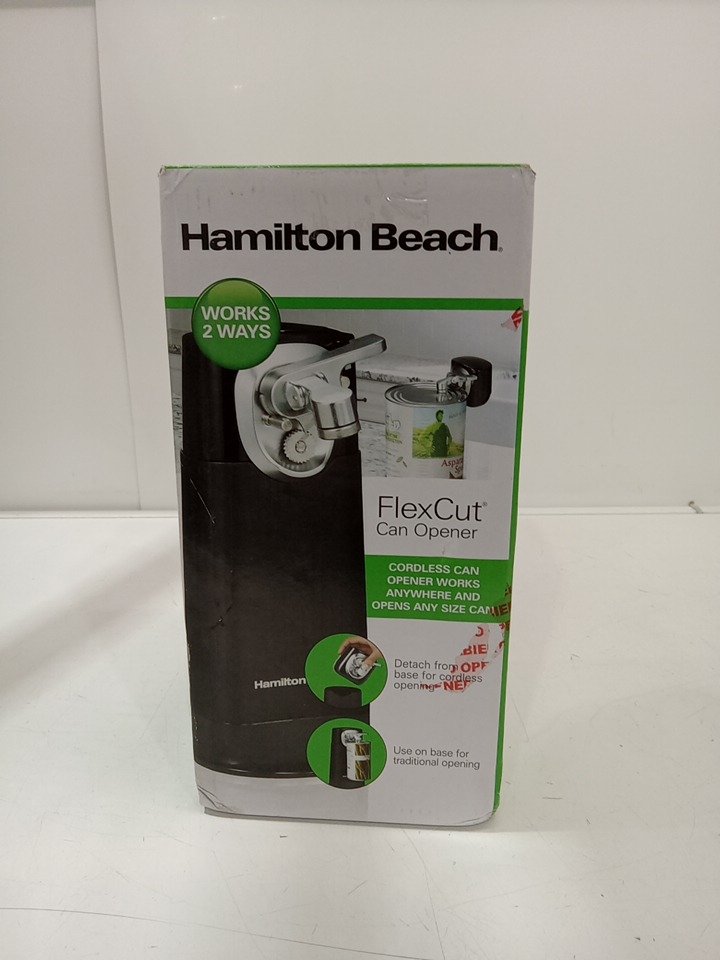 Hamilton Beach®
WORKS
2 WAYS
FlexCut®
Can Opener
CORDLESS CAN
OPENER WORKS
ANYWHERE AND
OPENS ANY SIZE CAN
Detach from
base for cordless
opening
Hamilton
Use on base for
traditional opening